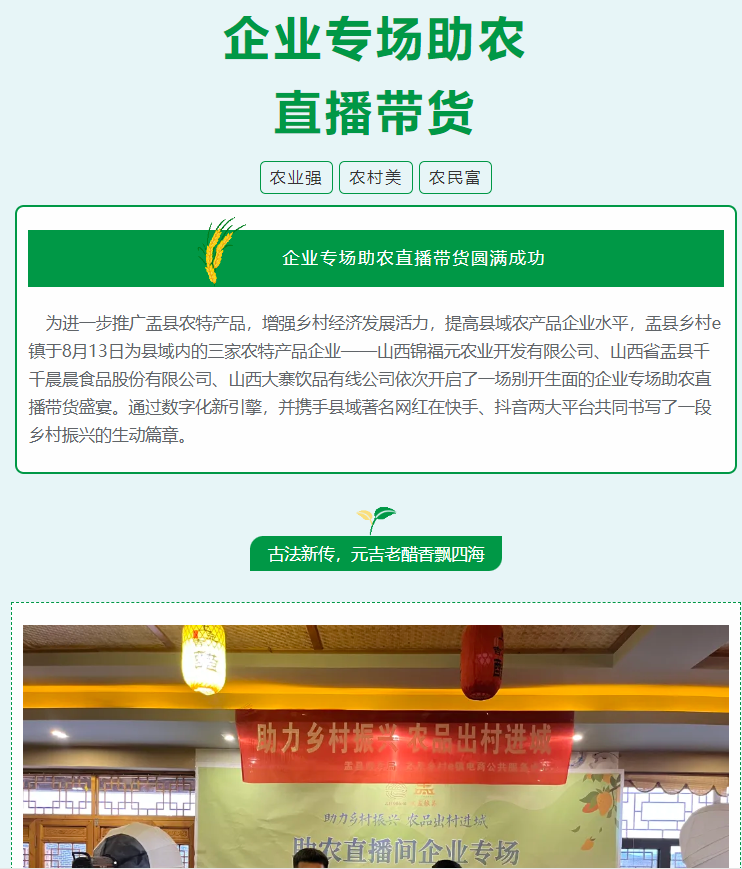 企业专场助农
直播带货
农业强 农村美 农民富
企业专场助农直播带货圆满成功
为进一步推广盂县农特产品，增强乡村经济发展活力，提高县域农产品企业水平，盂县乡村e
镇于8月13日为县域内的三家农特产品企业——山西锦福元农业开发有限公司、山西省盂县千
千晨晨食品股份有限公司、山西大寨饮品有线公司依次开启了一场别开生面的企业专场助农直
播带货盛宴。通过数字化新引擎，并携手县域著名网红在快手、抖音两大平台共同书写了一段
乡村振兴的生动篇章。
古法新传，元吉老醋香飘四海
助力乡村振兴 农品出村进城
助力乡村振兴 农品出村进城
助农直播间企业专场